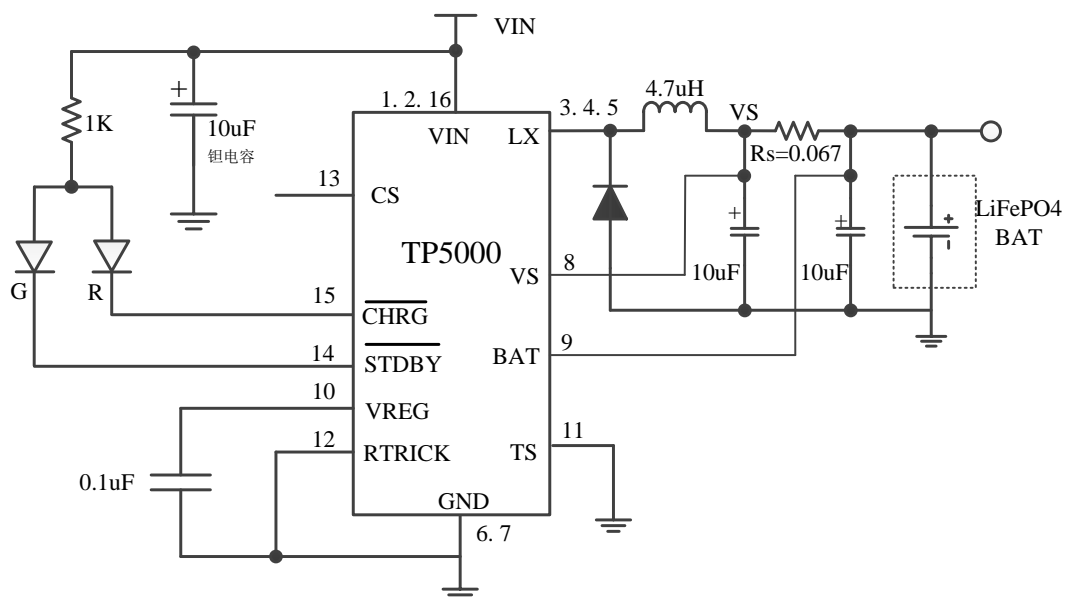 VIN
1. 2. 16
4.7uH
3. 4. 5
VS
1K
10uF
钽电容
VIN
LX
Rs=0.067
13
CS
LiFePO4
BAT
TP5000
VS
8
10uF
10uF
G
R
15
CHRG
14
STDBY
BAT
9
10
VREG
12
RTRICK
TS
11
0.1uF
GND
6. 7